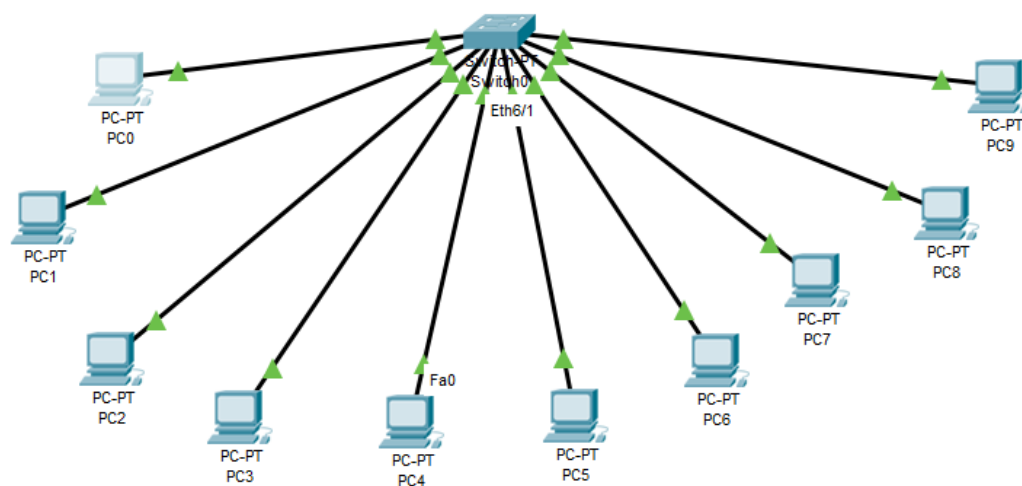 Switch-PT
Switch0
Eth6/1
PC-PT
PC0
PC-PT
PC9
PC-PT
PC1
PC-PT
PC8
PC-PT
PC7
PC-PT
PC2
PC-PT
PC6
Fa0
PC-PT
PC3
PC-PT
PC4
PC-PT
PC5